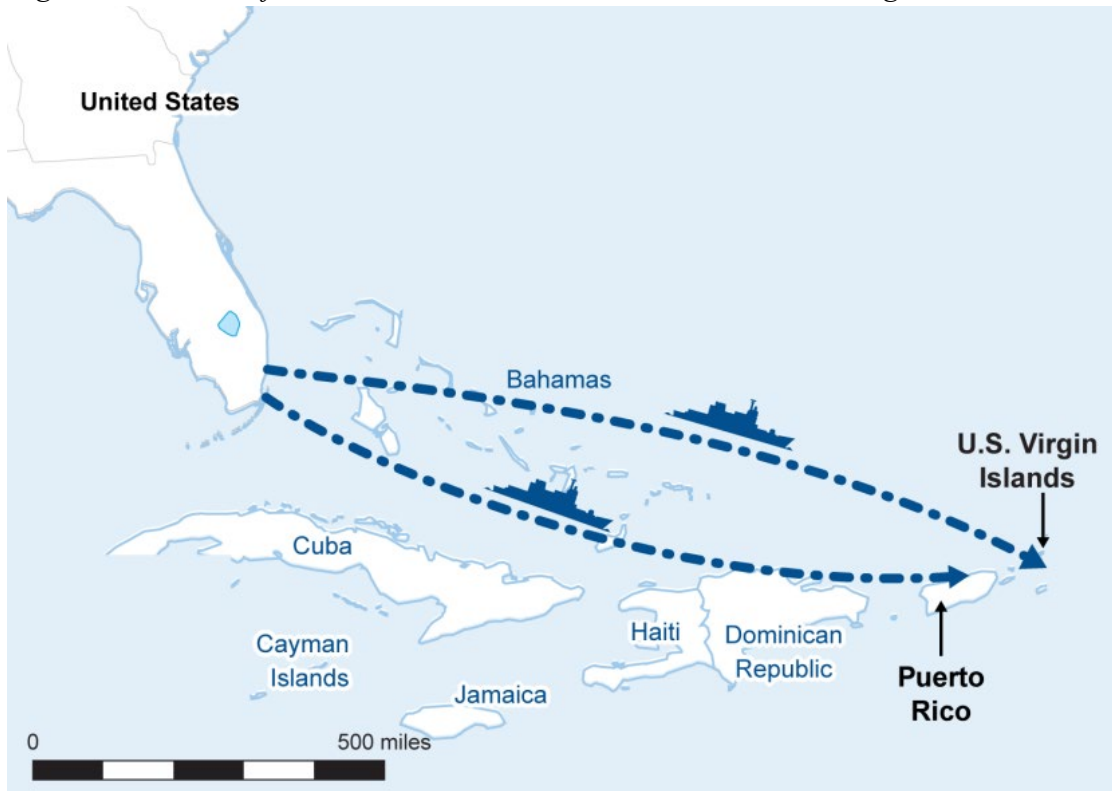 United States
Bahamas
U.S. Virgin
Islands
Cuba
Haiti
Dominican
Republic
Cayman
Islands
Jamaica
Puerto
Rico
0
500 miles